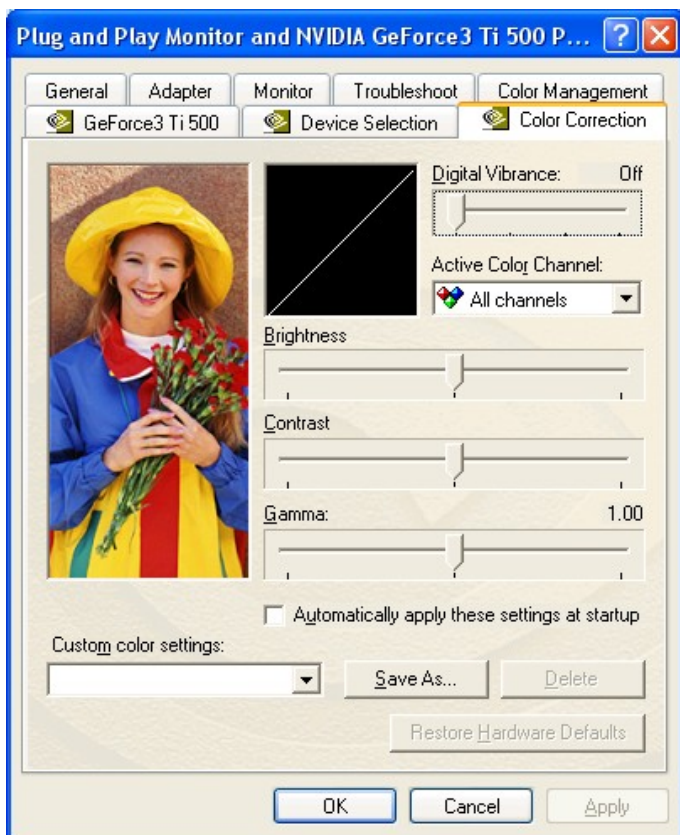 Plug and Play Monitor and NVIDIA GeForce3 Ti 500 P...
General Adapter Monitor Troubleshoot Color Management
GeForce3 Ti 500 Device Selection Color Correction
Digital Vibrance: Off
Active Color Channel:
All channels
Brightness
Contrast
Gamma: 1.00
Automatically apply these settings at startup
Custom color settings:
Save As... Delete
Restore Hardware Defaults
OK Cancel Apply